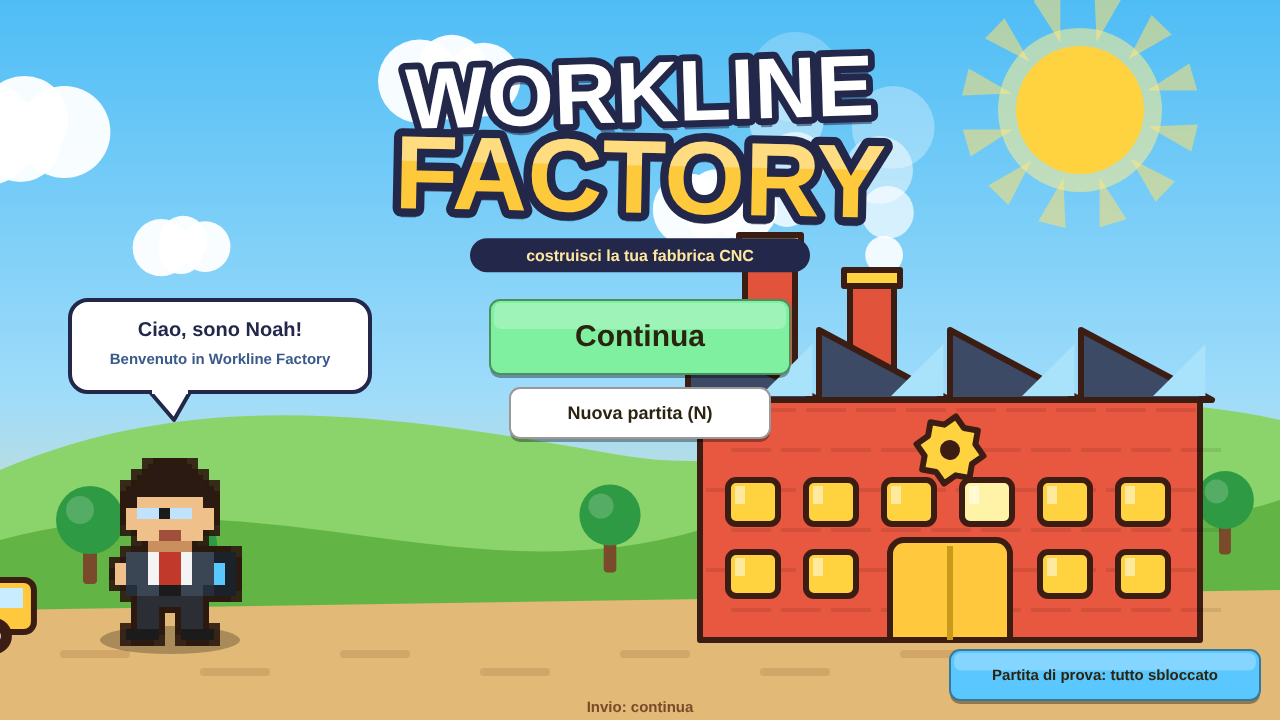 WORKLINE
FACTORY
costruisci la tua fabbrica CNC
Ciao, sono Noah!
Benvenuto in Workline Factory
Continua
Nuova partita (N)
Partita di prova: tutto sbloccato
Invio: continua